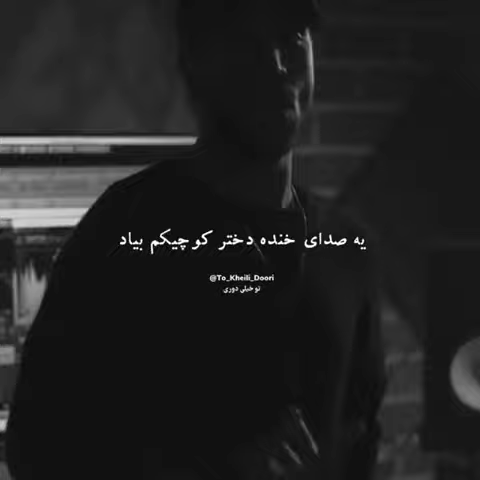 یه صدای خنده دختر کوچیکم بیاد
@To_Kheili_Doori
تو خیلی دوری